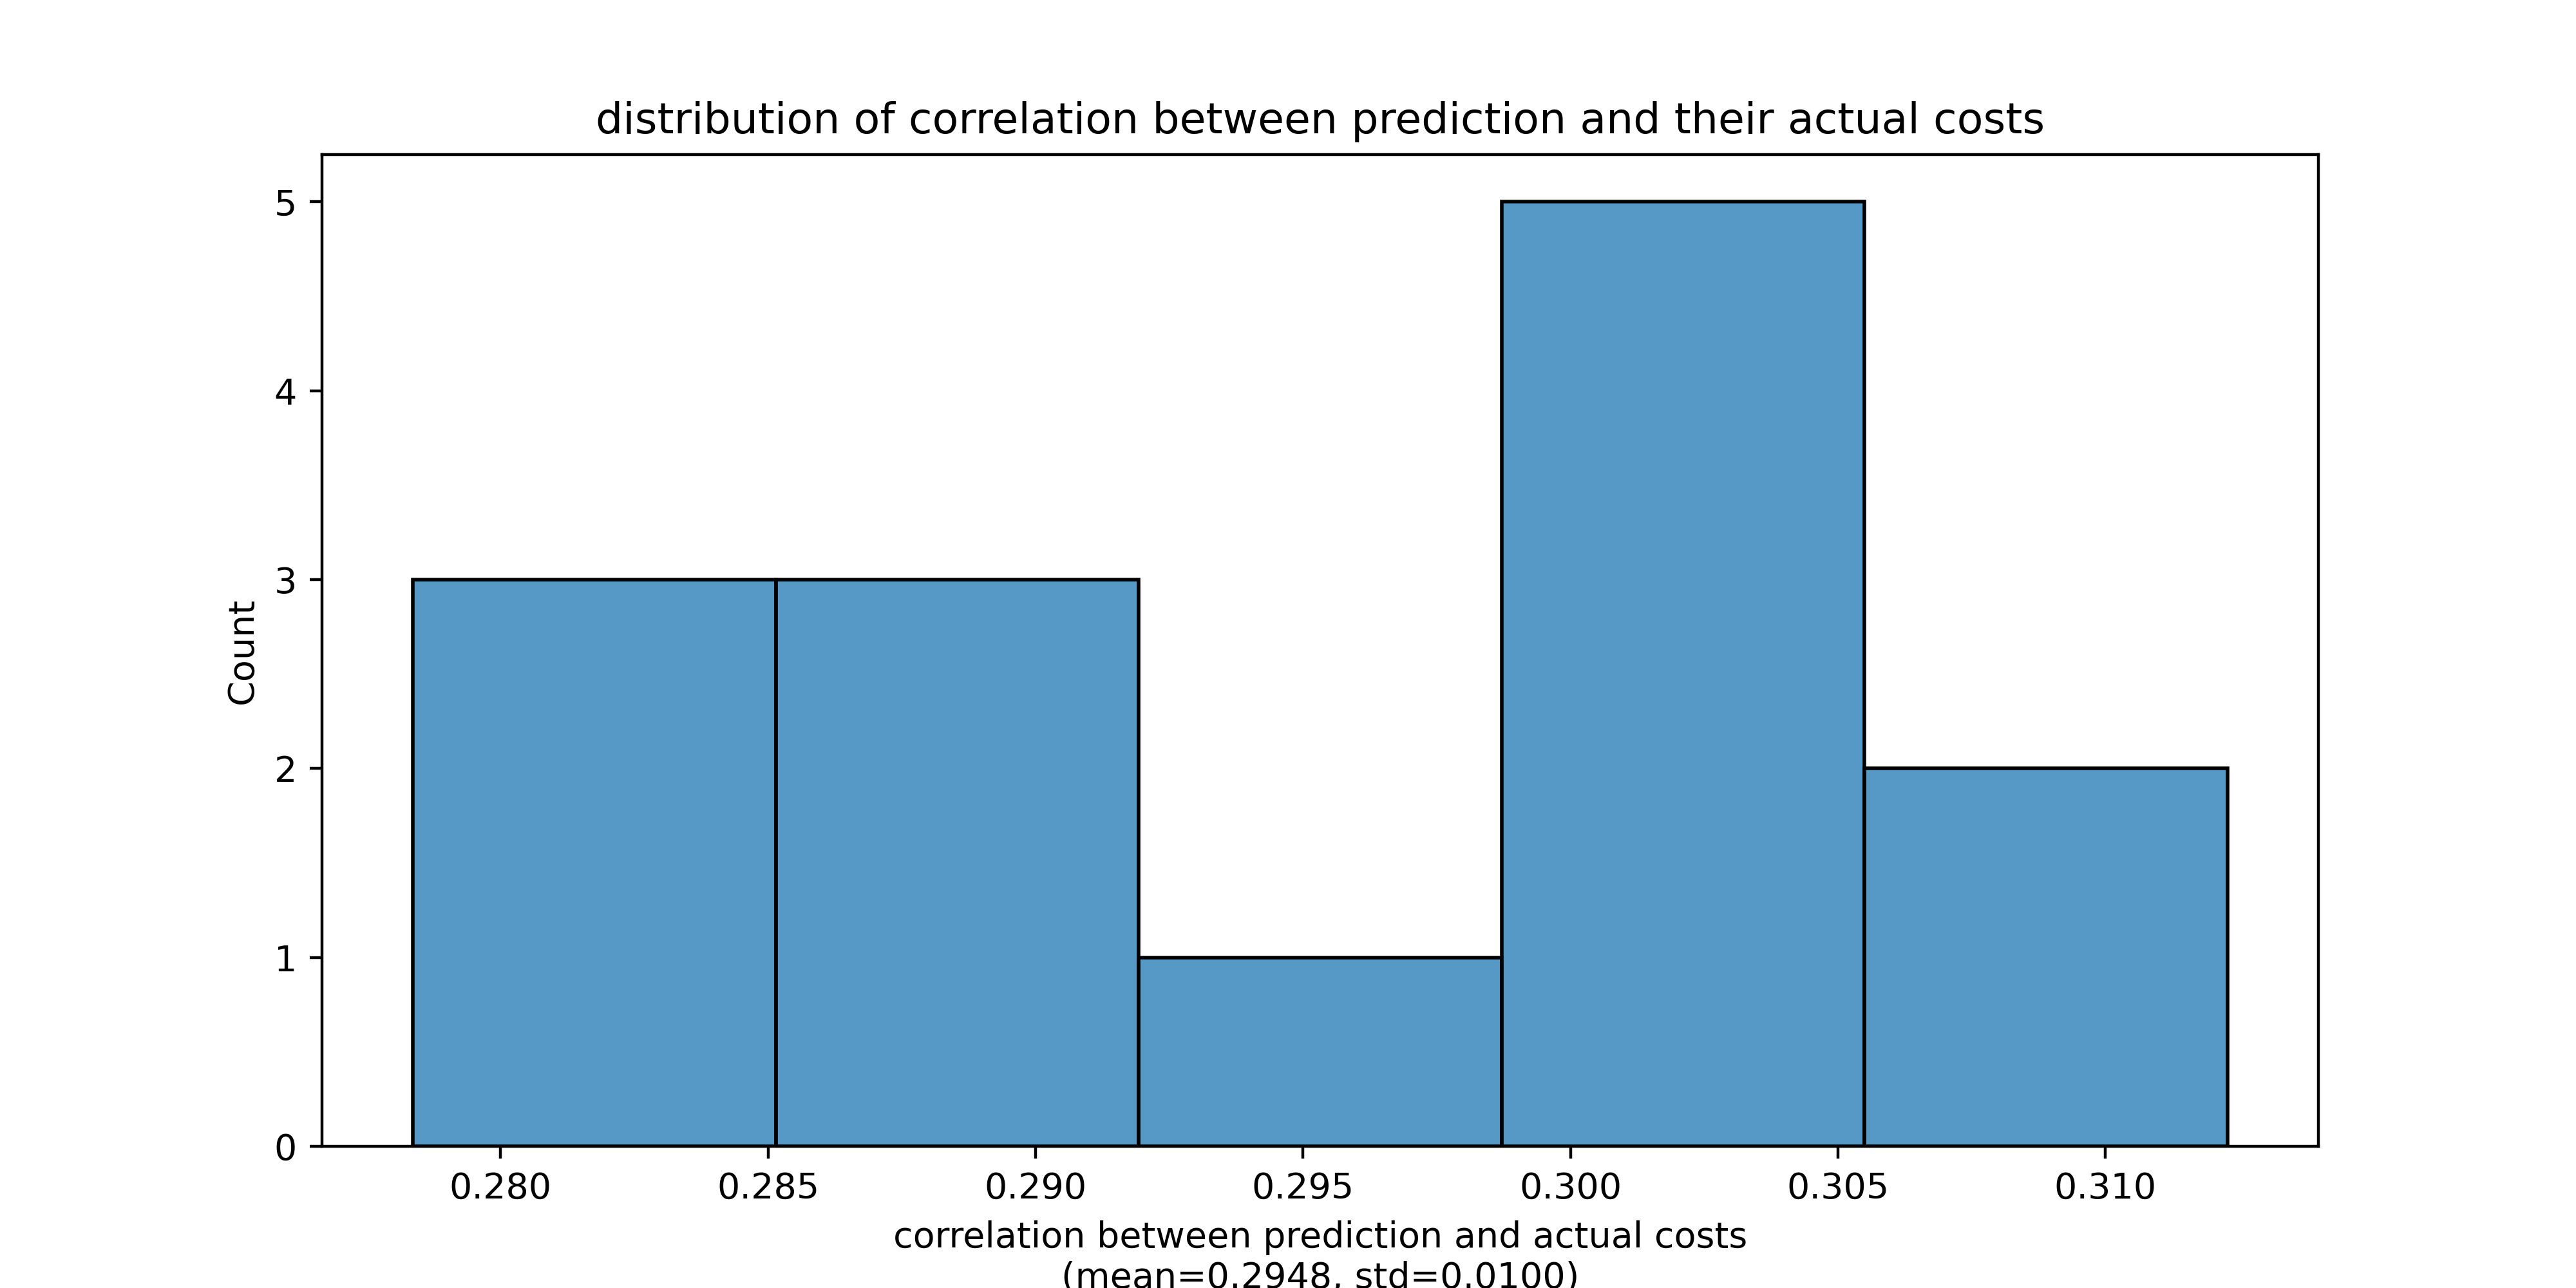 distribution of correlation between prediction and their actual costs
5
4
3
2
1
0
Count
0.280 0.285 0.290 0.295 0.300 0.305 0.310
correlation between prediction and actual costs
(mean=0.2948, std=0.0100)